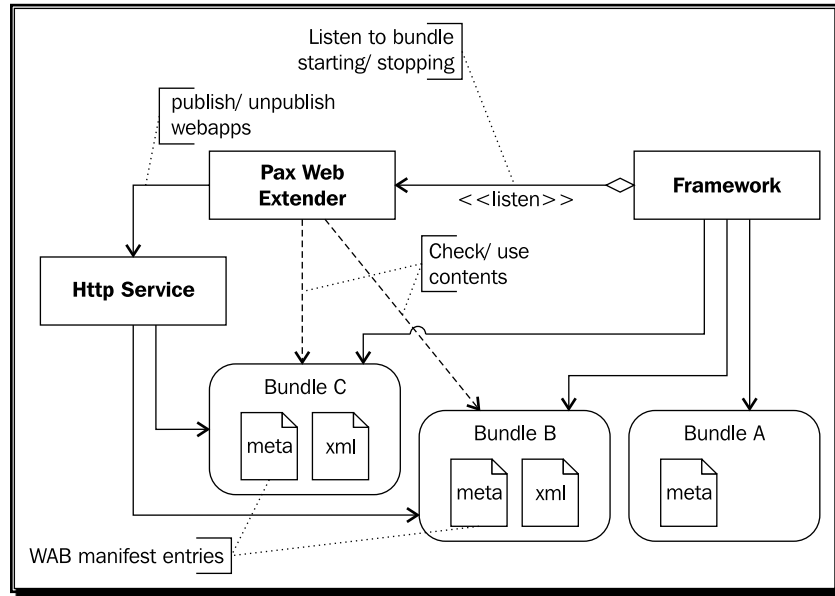 Listen to bundle
starting/ stopping
publish/ unpublish
webapps
Pax Web
Extender
<<listen>>
Framework
Check/ use
contents
Http Service
Bundle C
meta
xml
Bundle B
meta
xml
Bundle A
meta
WAB manifest entries